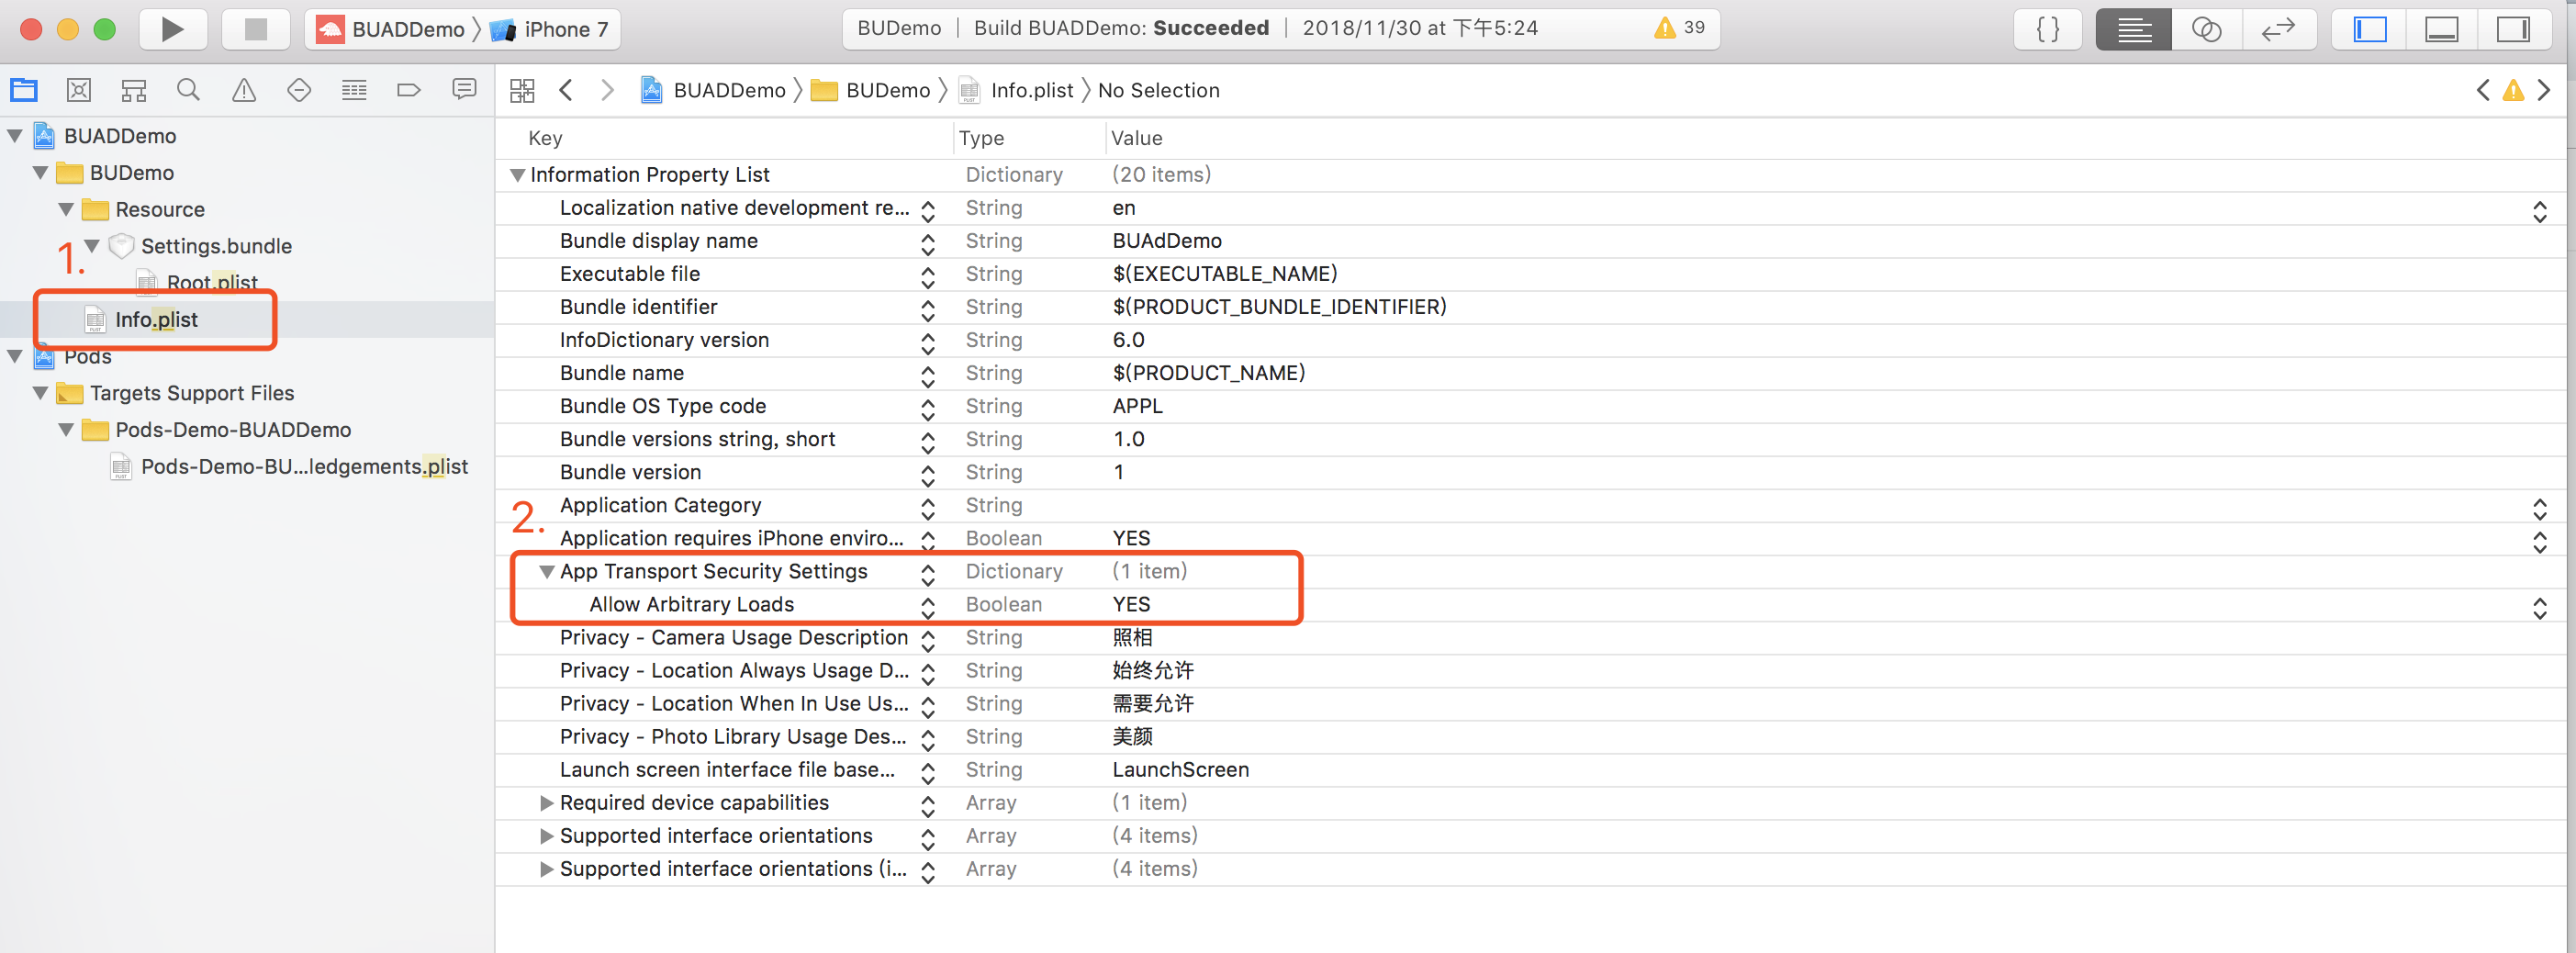 BUADDemo iPhone 7 BUDemo | Build BUADDemo: Succeeded | 2018/11/30 at 下午5:24 39 {}
BUADDemo BUDemo Info.plist No Selection
BUADDemo
BUDemo
Resource
1. Settings.bundle
Root.plist
Info.plist
Pods
Targets Support Files
Pods-Demo-BUADDemo
Pods-Demo-BU...ledgements.plist
Key Type Value
Information Property List Dictionary (20 items)
Localization native development re... String en
Bundle display name String BUAdDemo
Executable file String $(EXECUTABLE_NAME)
Bundle identifier String $(PRODUCT_BUNDLE_IDENTIFIER)
InfoDictionary version String 6.0
Bundle name String $(PRODUCT_NAME)
Bundle OS Type code String APPL
Bundle versions string, short String 1.0
Bundle version String 1
Application Category String
2.
Application requires iPhone enviro... Boolean YES
App Transport Security Settings Dictionary (1 item)
Allow Arbitrary Loads Boolean YES
Privacy - Camera Usage Description String 照相
Privacy - Location Always Usage D... String 始终允许
Privacy - Location When In Use Us... String 需要允许
Privacy - Photo Library Usage Des... String 美颜
Launch screen interface file base... String LaunchScreen
Required device capabilities Array (1 item)
Supported interface orientations Array (4 items)
Supported interface orientations (i... Array (4 items)